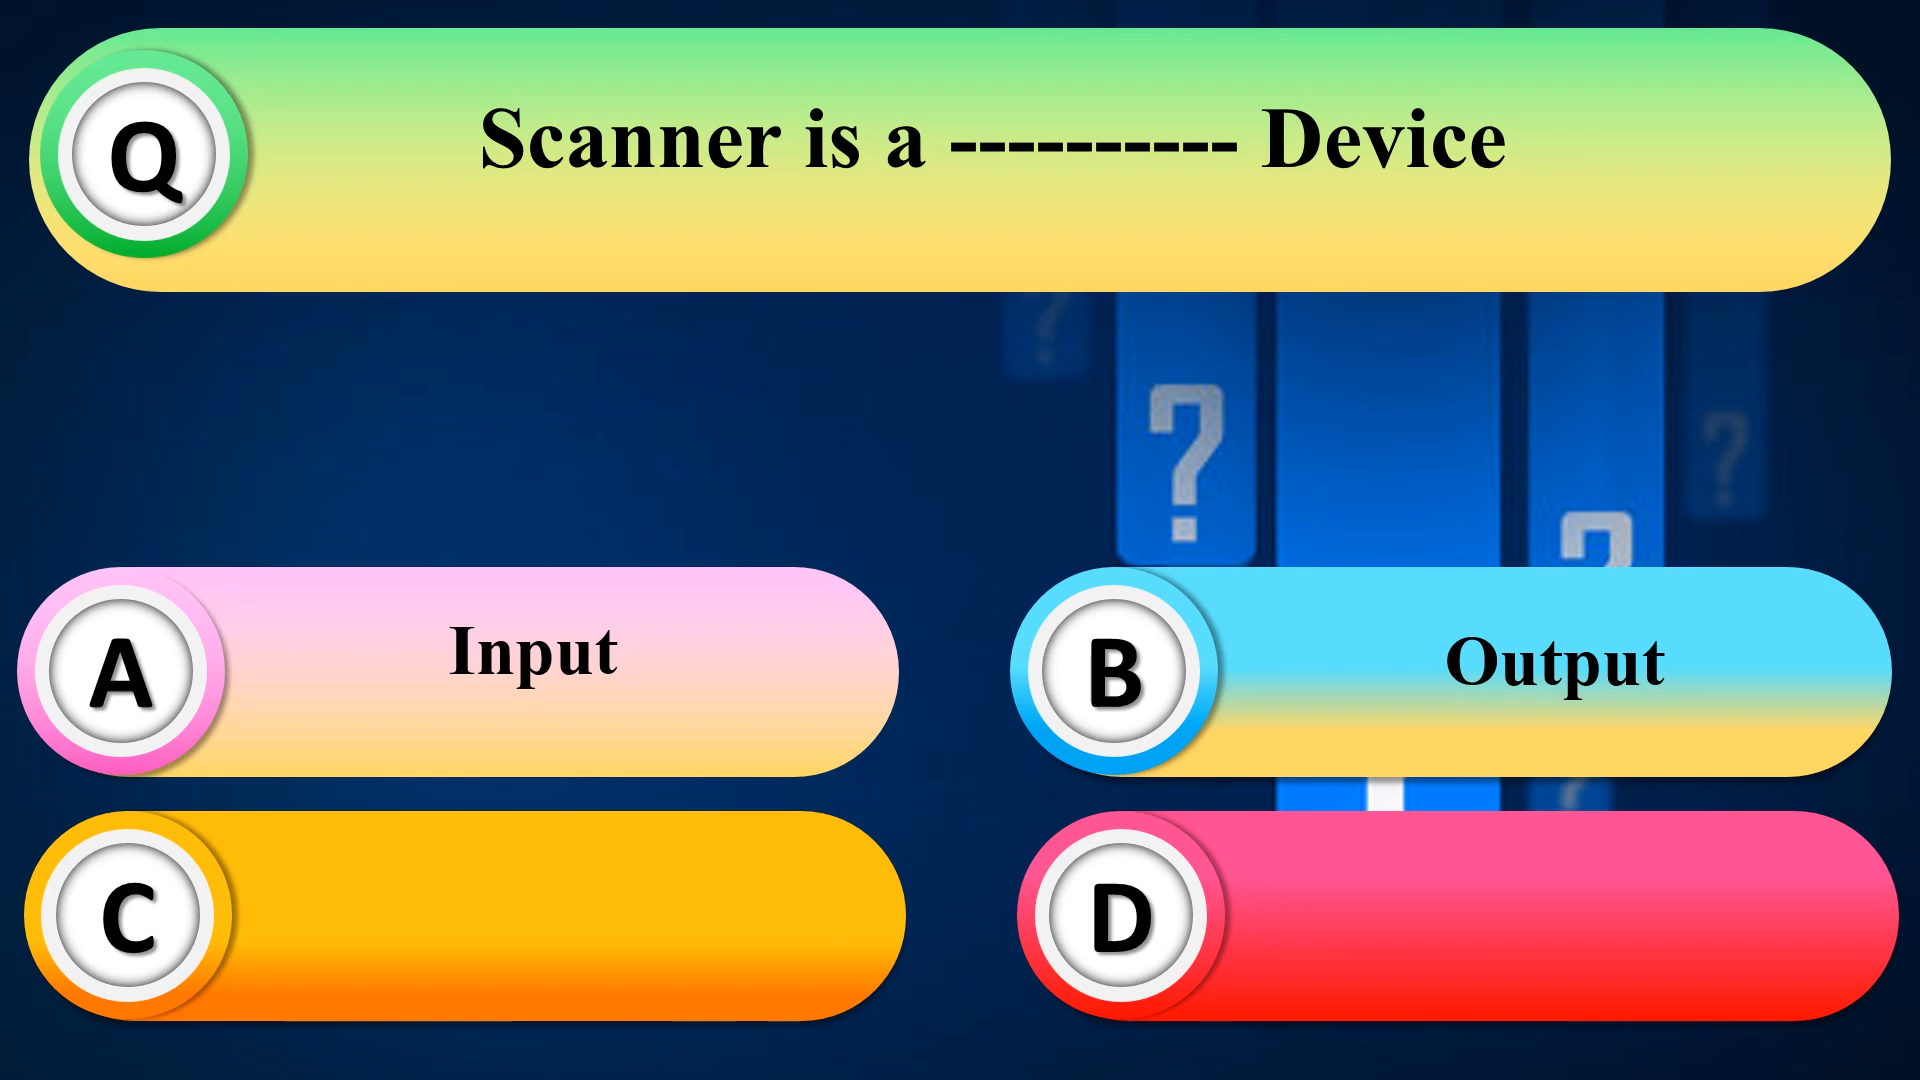 Q
Scanner is a ---------- Device
A
Input
B
Output
C
D